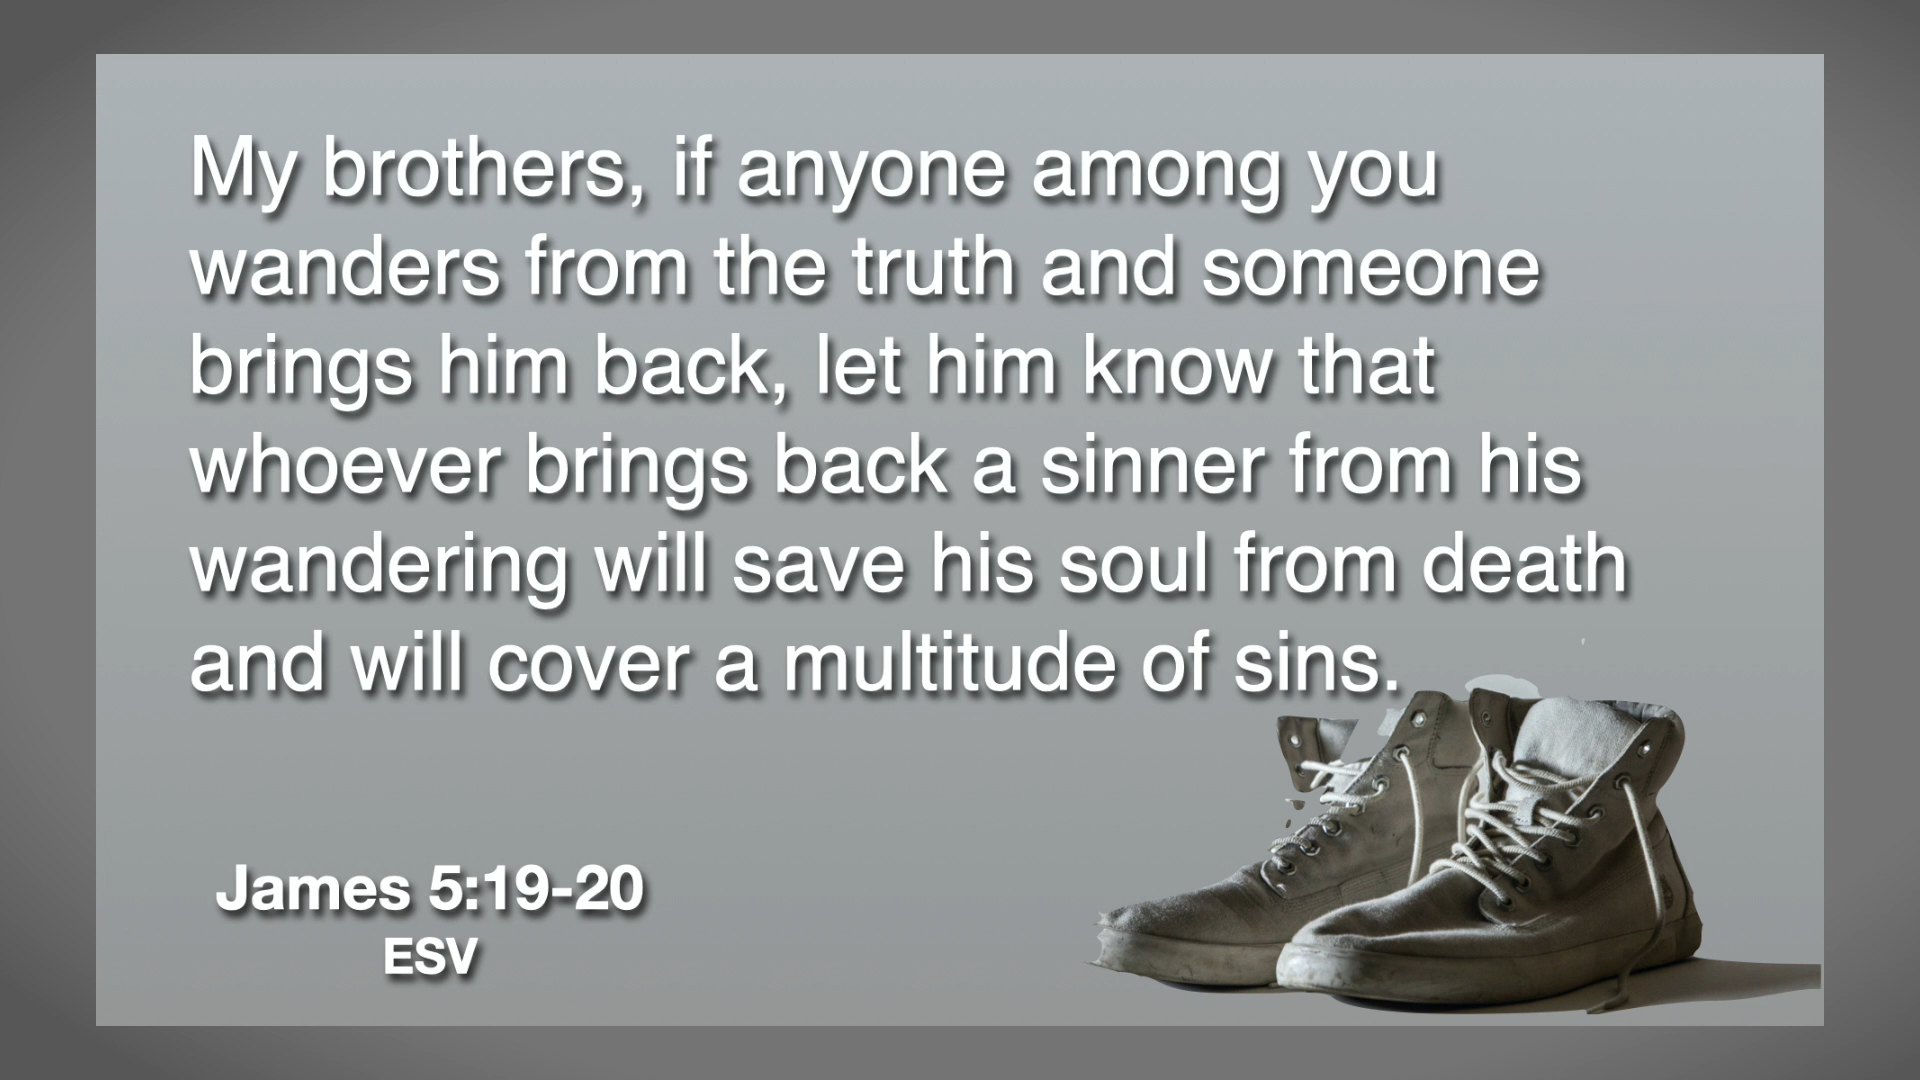 My brothers, if anyone among you
wanders from the truth and someone
brings him back, let him know that
whoever brings back a sinner from his
wandering will save his soul from death
and will cover a multitude of sins.
James 5:19-20
ESV